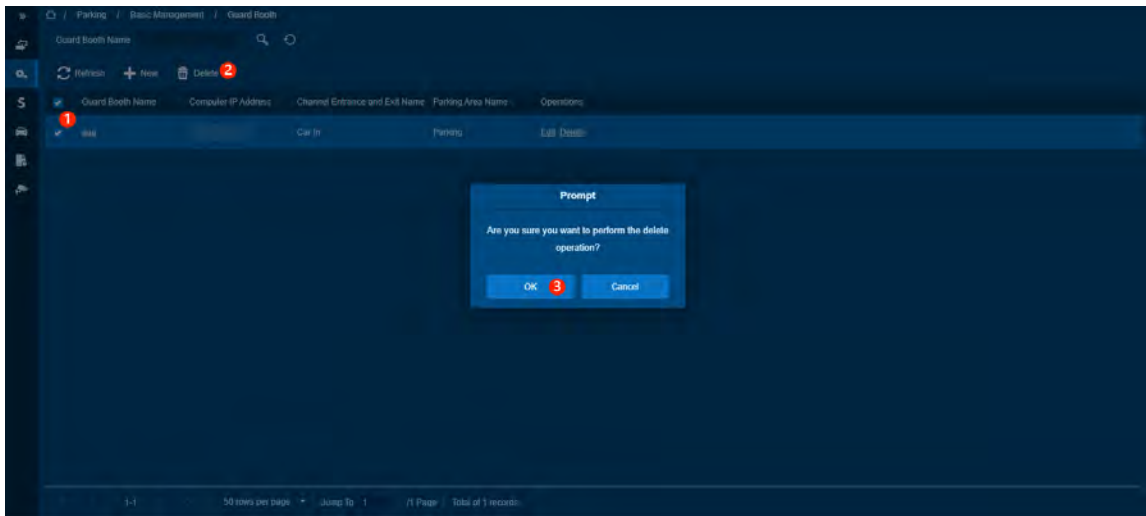 / Parking / Basic Management / Guard Booth
Guard Booth Name
Refresh New Delete 2
Guard Booth Name Computer IP Address Channel Entrance and Exit Name Parking Area Name Operations
1
Car In Parking Edit Delete
Prompt
Are you sure you want to perform the delete
operation?
OK 3 Cancel
1-1 50 rows per page Jump To 1 /1 Page Total of 1 records